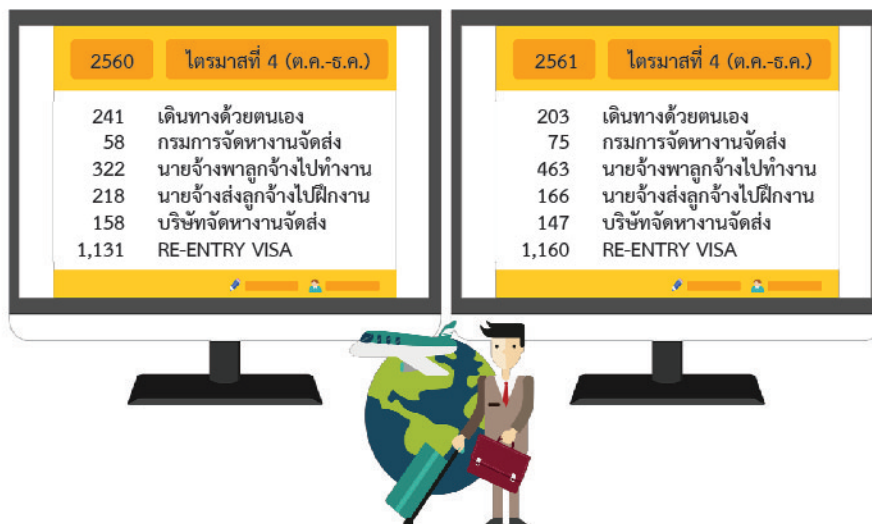 2560 ไตรมาสที่ 4 (ต.ค.-ธ.ค.)
241 เดินทางด้วยตนเอง
58 กรมการจัดหางานจัดส่ง
322 นายจ้างพาลูกจ้างไปทำงาน
218 นายจ้างส่งลูกจ้างไปฝึกงาน
158 บริษัทจัดหางานจัดส่ง
1,131 RE-ENTRY VISA
2561 ไตรมาสที่ 4 (ต.ค.-ธ.ค.)
203 เดินทางด้วยตนเอง
75 กรมการจัดหางานจัดส่ง
463 นายจ้างพาลูกจ้างไปทำงาน
166 นายจ้างส่งลูกจ้างไปฝึกงาน
147 บริษัทจัดหางานจัดส่ง
1,160 RE-ENTRY VISA